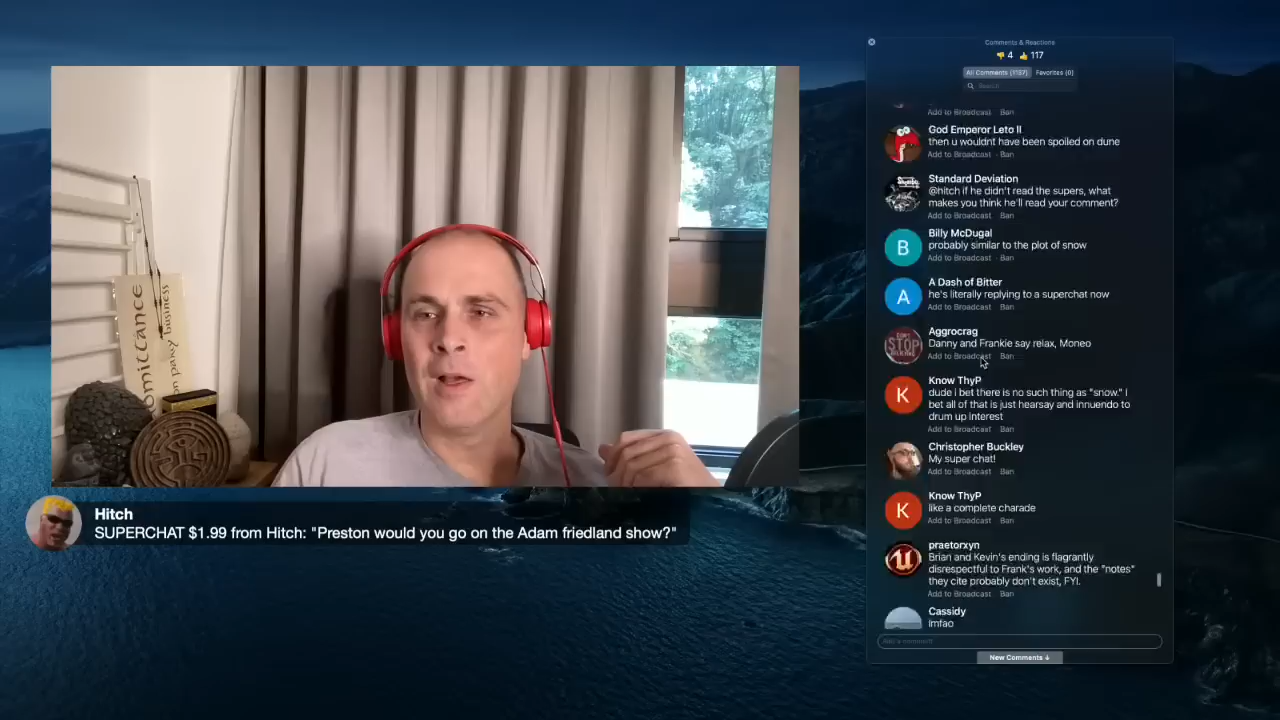 omittance
on parky business
Hitch
SUPERCHAT $1.99 from Hitch: "Preston would you go on the Adam friedland show?"
Comments & Reactions
👎 4 👍 117
All Comments (1197) Favorites (0)
Search
Add to Broadcast · Ban
God Emperor Leto II
then u wouldnt have been spoiled on dune
Add to Broadcast · Ban
Standard Deviation
@hitch if he didn't read the supers, what
makes you think he'll read your comment?
Add to Broadcast · Ban
B
Billy McDugal
probably similar to the plot of snow
Add to Broadcast · Ban
A
A Dash of Bitter
he's literally replying to a superchat now
Add to Broadcast · Ban
STOP
Aggrocrag
Danny and Frankie say relax, Moneo
Add to Broadcast · Ban
K
Know ThyP
dude I bet there is no such thing as "snow." I
bet all of that is just hearsay and innuendo to
drum up interest
Add to Broadcast · Ban
Christopher Buckley
My super chat!
Add to Broadcast · Ban
K
Know ThyP
like a complete charade
Add to Broadcast · Ban
praetorxyn
Brian and Kevin's ending is flagrantly
disrespectful to Frank's work, and the "notes"
they cite probably don't exist, FYI.
Add to Broadcast · Ban
Cassidy
lmfao
Add a comment
New Comments ↓